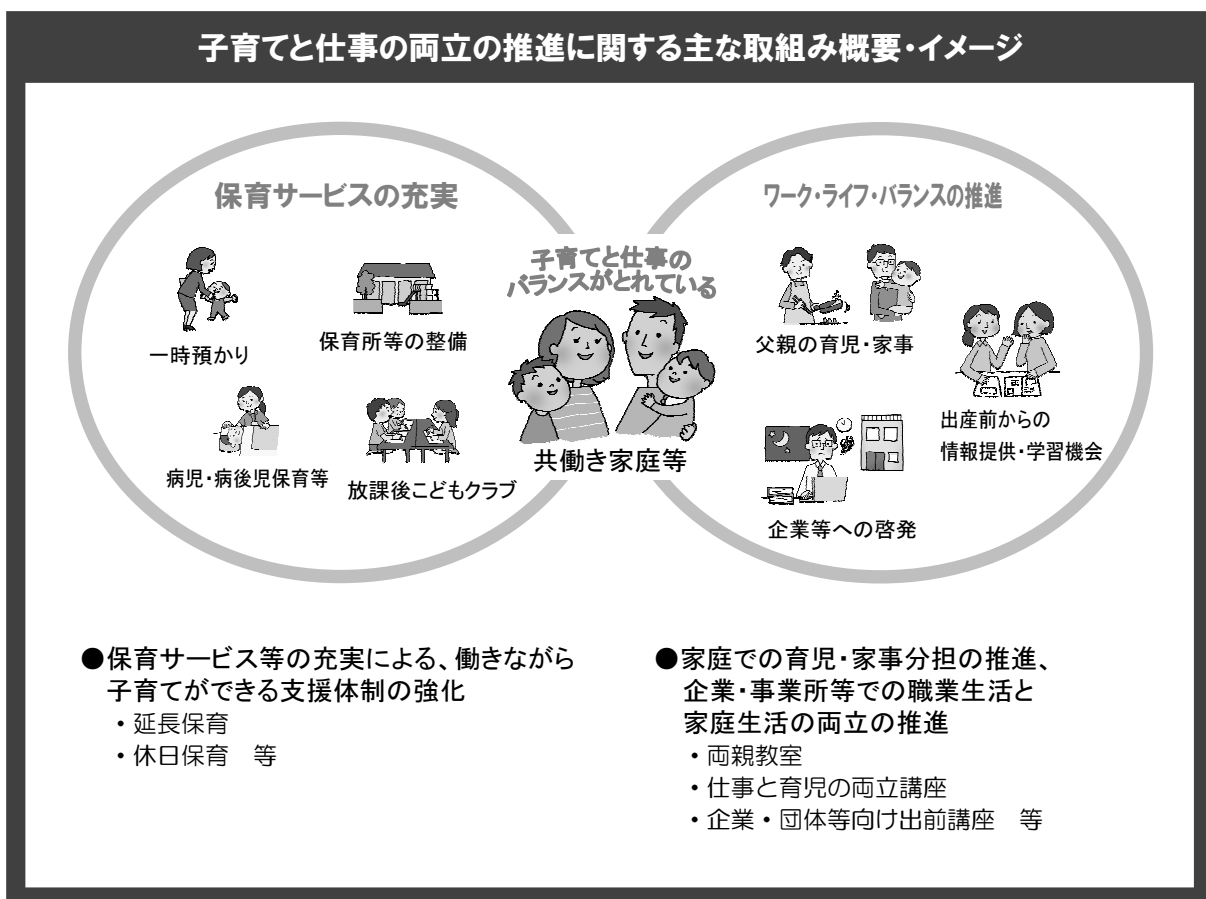 子育てと仕事の両立の推進に関する主な取組み概要・イメージ
保育サービスの充実
一時預かり
保育所等の整備
病児・病後児保育等
放課後こどもクラブ
子育てと仕事の
バランスがとれている
共働き家庭等
ワーク・ライフ・バランスの推進
父親の育児・家事
出産前からの
情報提供・学習機会
企業等への啓発
●保育サービス等の充実による、働きながら
子育てができる支援体制の強化
・延長保育
・休日保育　等
●家庭での育児・家事分担の推進、
企業・事業所等での職業生活と
家庭生活の両立の推進
・両親教室
・仕事と育児の両立講座
・企業・団体等向け出前講座　等